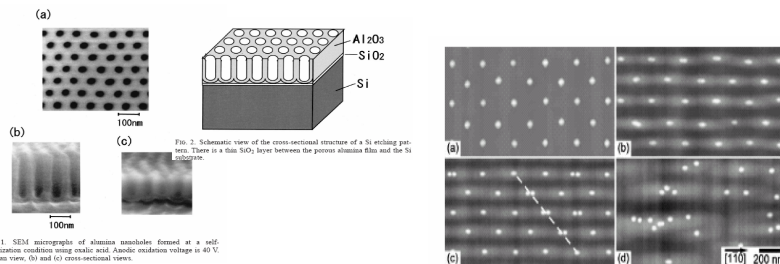 (a)
100nm
(b)
(c)
100nm
1. SEM micrographs of alumina nanoholes formed at a self-
ization condition using oxalic acid. Anodic oxidation voltage is 40 V.
an view, (b) and (c) cross-sectional views.
Al2O3
SiO2
Si
FIG. 2. Schematic view of the cross-sectional structure of a Si etching pat-
tern. There is a thin SiO2 layer between the porous alumina film and the Si
substrate.
(a)
(b)
(c)
(d)
[110]
200 nm